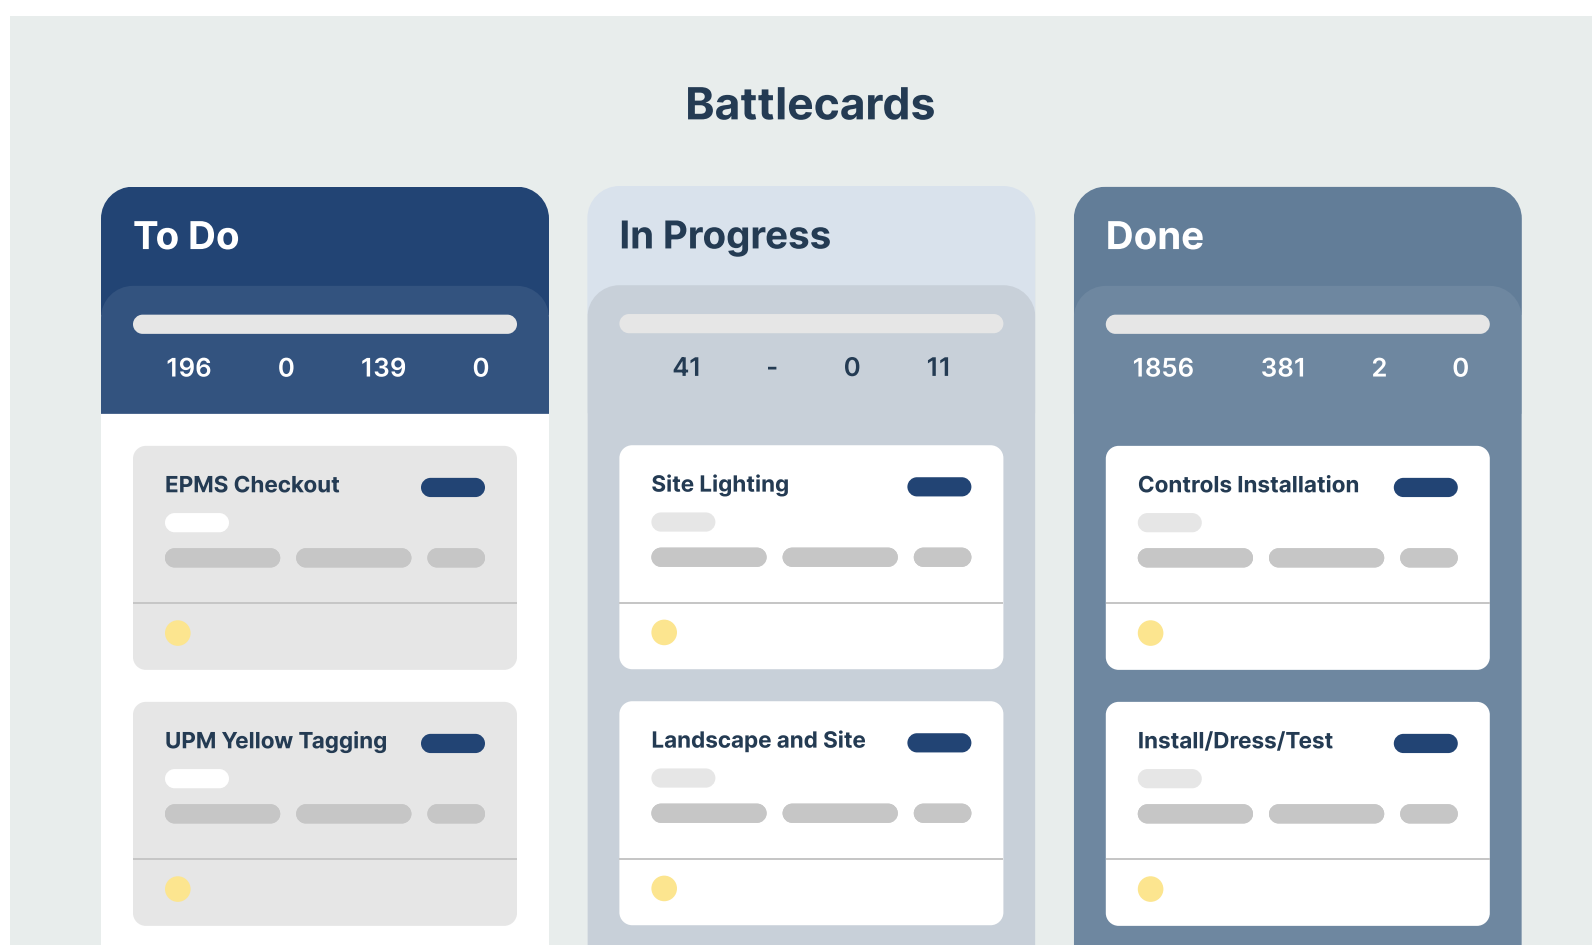 Battlecards
To Do
196 0 139 0
EPMS Checkout
UPM Yellow Tagging
In Progress
41 - 0 11
Site Lighting
Landscape and Site
Done
1856 381 2 0
Controls Installation
Install/Dress/Test